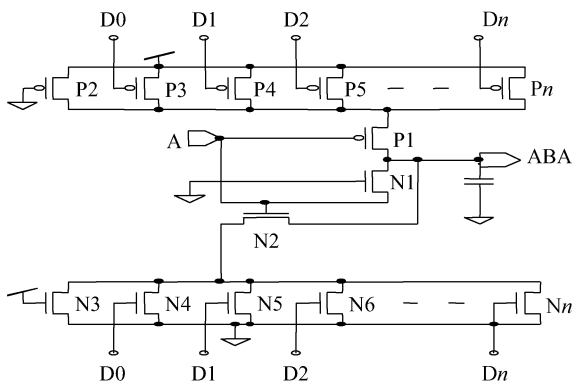 D0 D1 D2 Dn
P2 P3 P4 P5 Pn
A P1
ABA
N1
N2
N3 N4 N5 N6 Nn
D0 D1 D2 Dn